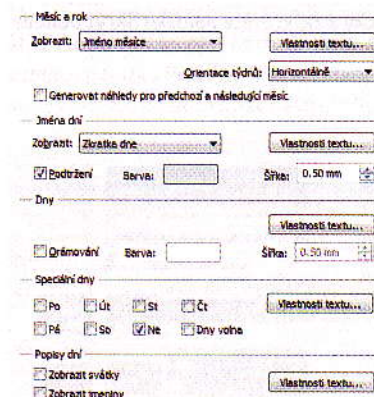 Měsíc a rok
Zobrazit: Jméno měsíce Vlastnosti textu...
Orientace týdnů: Horizontálně
Generovat náhledy pro předchozí a následující měsíc
Jména dní
Zobrazit: Zkratka dne Vlastnosti textu...
Podtržení Barva: Šířka: 0.50 mm
Dny
Vlastnosti textu...
Orámování Barva: Šířka: 0.50 mm
Speciální dny
Po Út St Čt Vlastnosti textu...
Pá So Ne Dny volna
Popisy dní
Zobrazit svátky
Zobrazit jmeniny Vlastnosti textu...